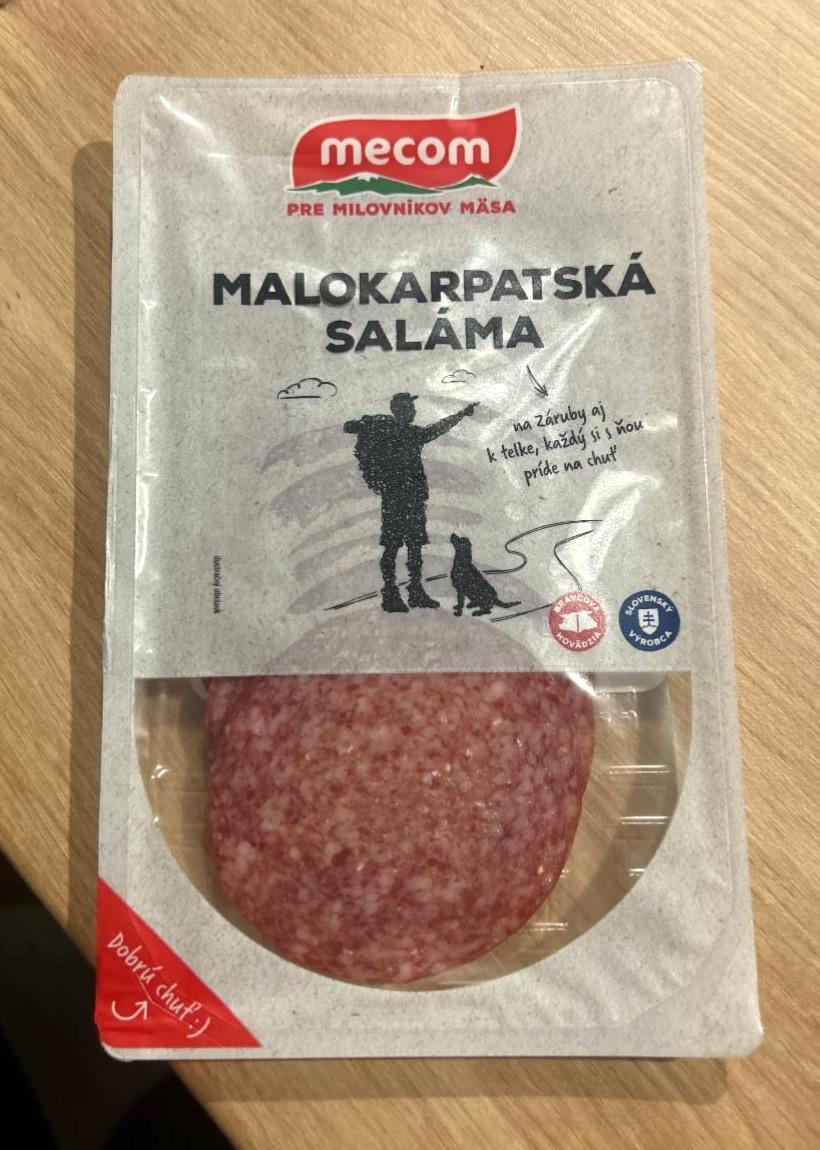 mecom
PRE MILOVNÍKOV MÄSA
MALOKARPATSKÁ
SALÁMA
na Záruby aj
k telke, každý si s ňou
príde na chuť
ilustračný obrázok
BRAVČOVÁ
HOVÄDZIA
SLOVENSKÝ
VÝROBCA
Dobrú chuť :)